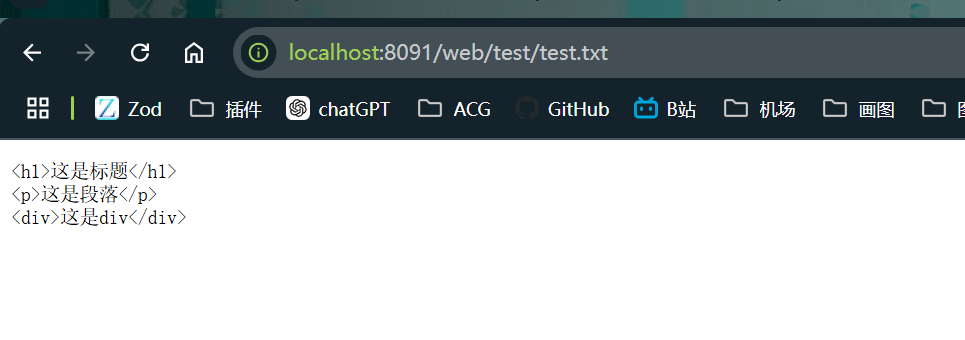 localhost:8091/web/test/test.txt
Zod 插件 chatGPT ACG GitHub B站 机场 画图
<h1>这是标题</h1>
<p>这是段落</p>
<div>这是div</div>